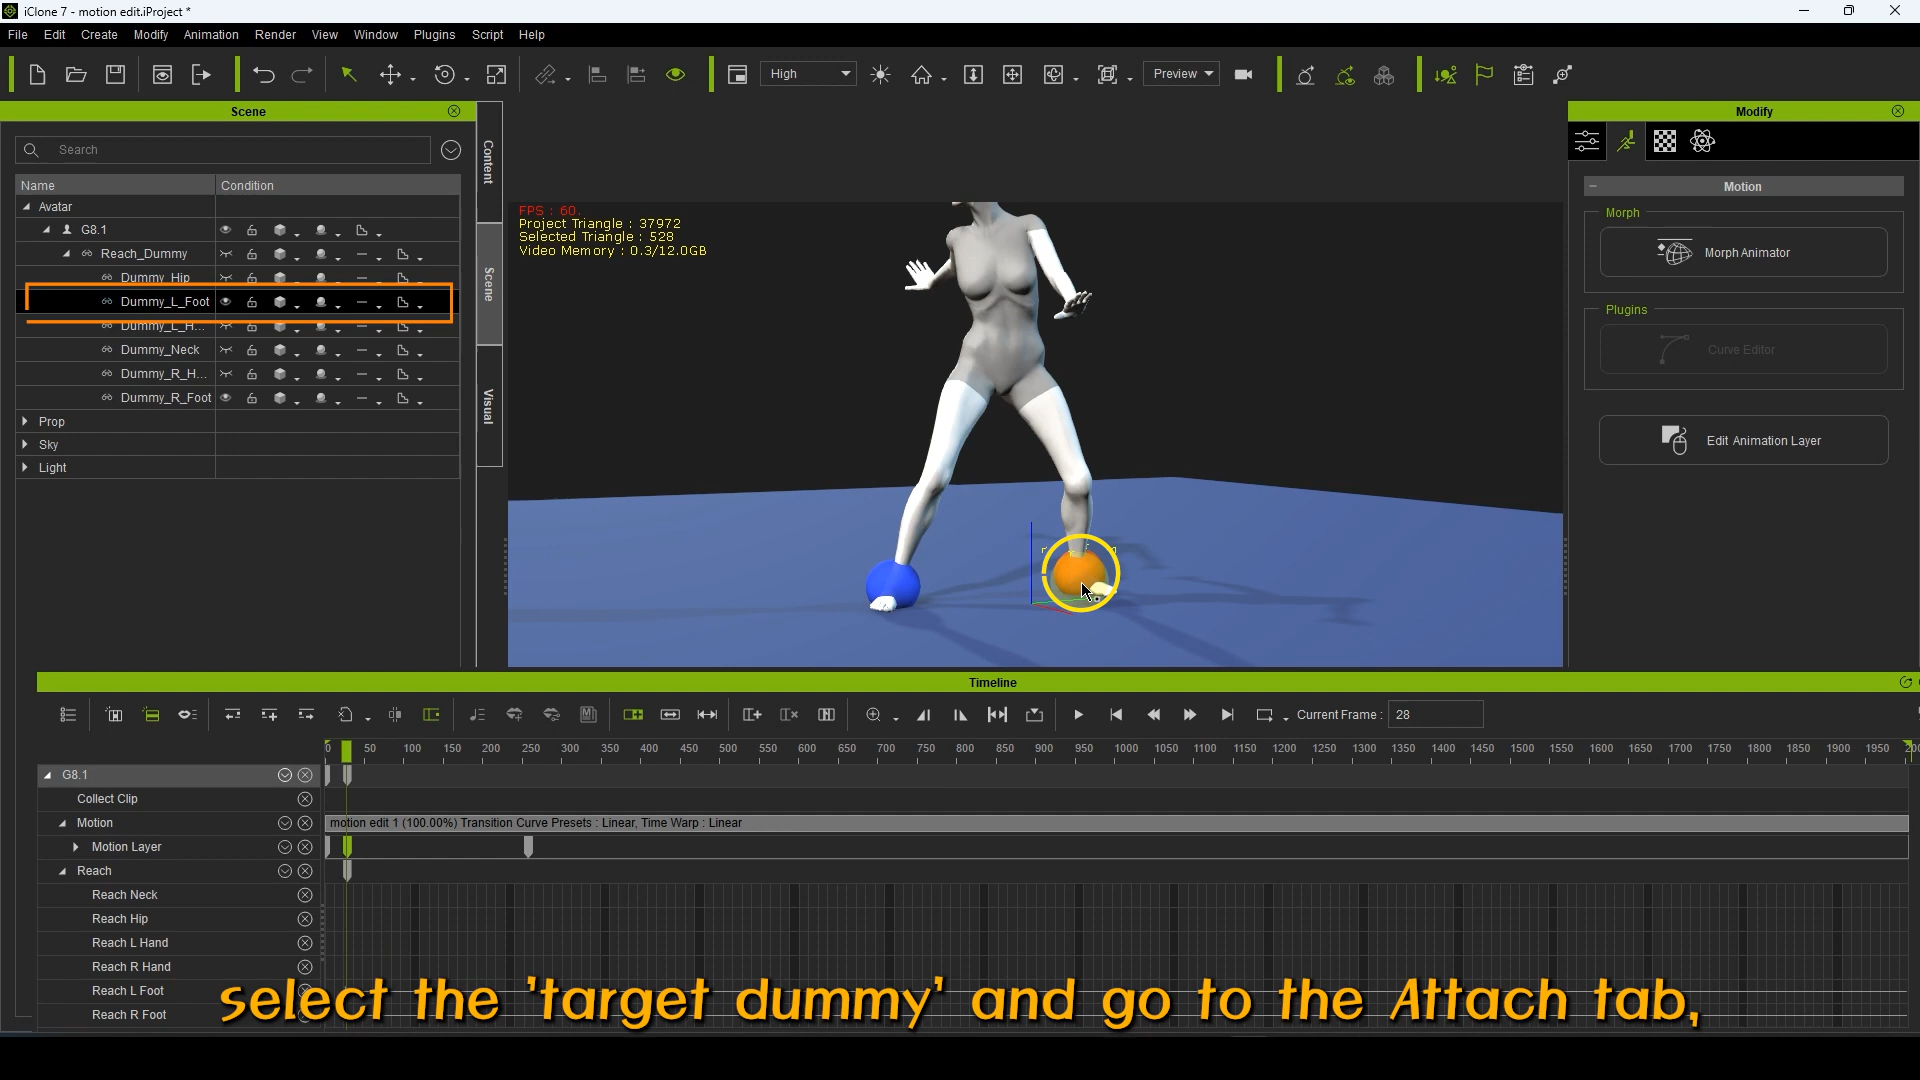 iClone 7 - motion edit.iProject *
File Edit Create Modify Animation Render View Window Plugins Script Help
High
Preview
Scene
Modify
Search
Content
Scene
Visual
Name Condition
Avatar
G8.1
Reach_Dummy
Dummy_Hip
Dummy_L_Foot
Dummy_L_H...
Dummy_Neck
Dummy_R_H...
Dummy_R_Foot
Prop
Sky
Light
FPS : 60.
Project Triangle : 37972
Selected Triangle : 528
Video Memory : 0.3/12.0GB
Motion
Morph
Morph Animator
Plugins
Curve Editor
Edit Animation Layer
Timeline
Current Frame : 28
0 50 100 150 200 250 300 350 400 450 500 550 600 650 700 750 800 850 900 950 1000 1050 1100 1150 1200 1250 1300 1350 1400 1450 1500 1550 1600 1650 1700 1750 1800 1850 1900 1950
G8.1
Collect Clip
Motion
motion edit 1 (100.00%) Transition Curve Presets : Linear, Time Warp : Linear
Motion Layer
Reach
Reach Neck
Reach Hip
Reach L Hand
Reach R Hand
Reach L Foot
Reach R Foot
select the 'target dummy' and go to the Attach tab,